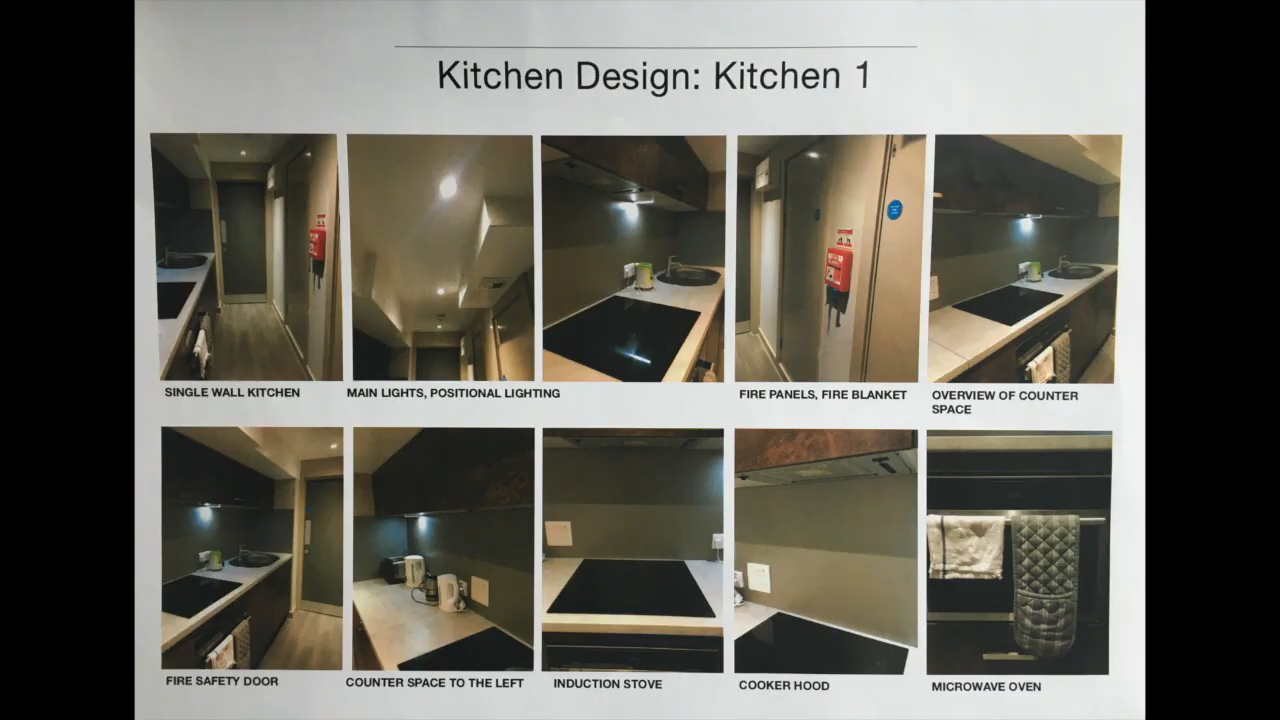 Kitchen Design: Kitchen 1
SINGLE WALL KITCHEN
MAIN LIGHTS, POSITIONAL LIGHTING
FIRE PANELS, FIRE BLANKET
OVERVIEW OF COUNTER
SPACE
FIRE SAFETY DOOR
COUNTER SPACE TO THE LEFT
INDUCTION STOVE
COOKER HOOD
MICROWAVE OVEN